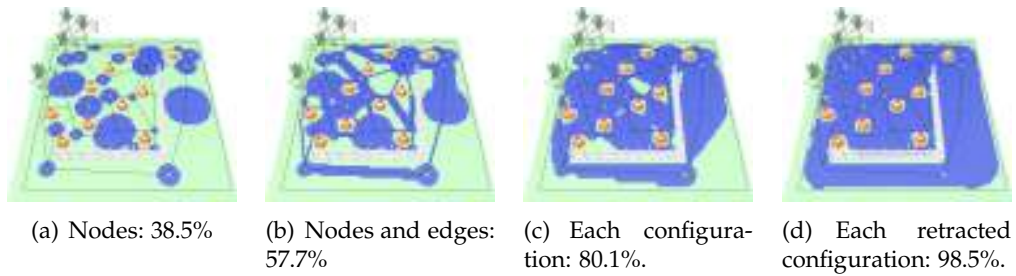 (a) Nodes: 38.5%
(b) Nodes and edges:
57.7%
(c) Each configura-
tion: 80.1%.
(d) Each retracted
configuration: 98.5%.